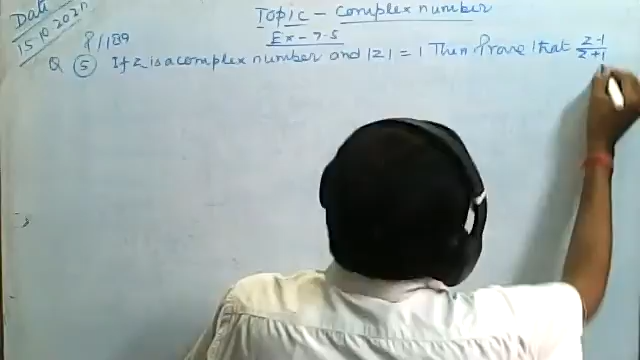 Date
15.10.2021
Topic - complex number
Ex - 7.5
P/189
Q (5) If z is a complex number and |z| = 1 Then Prove that z-1/z+1